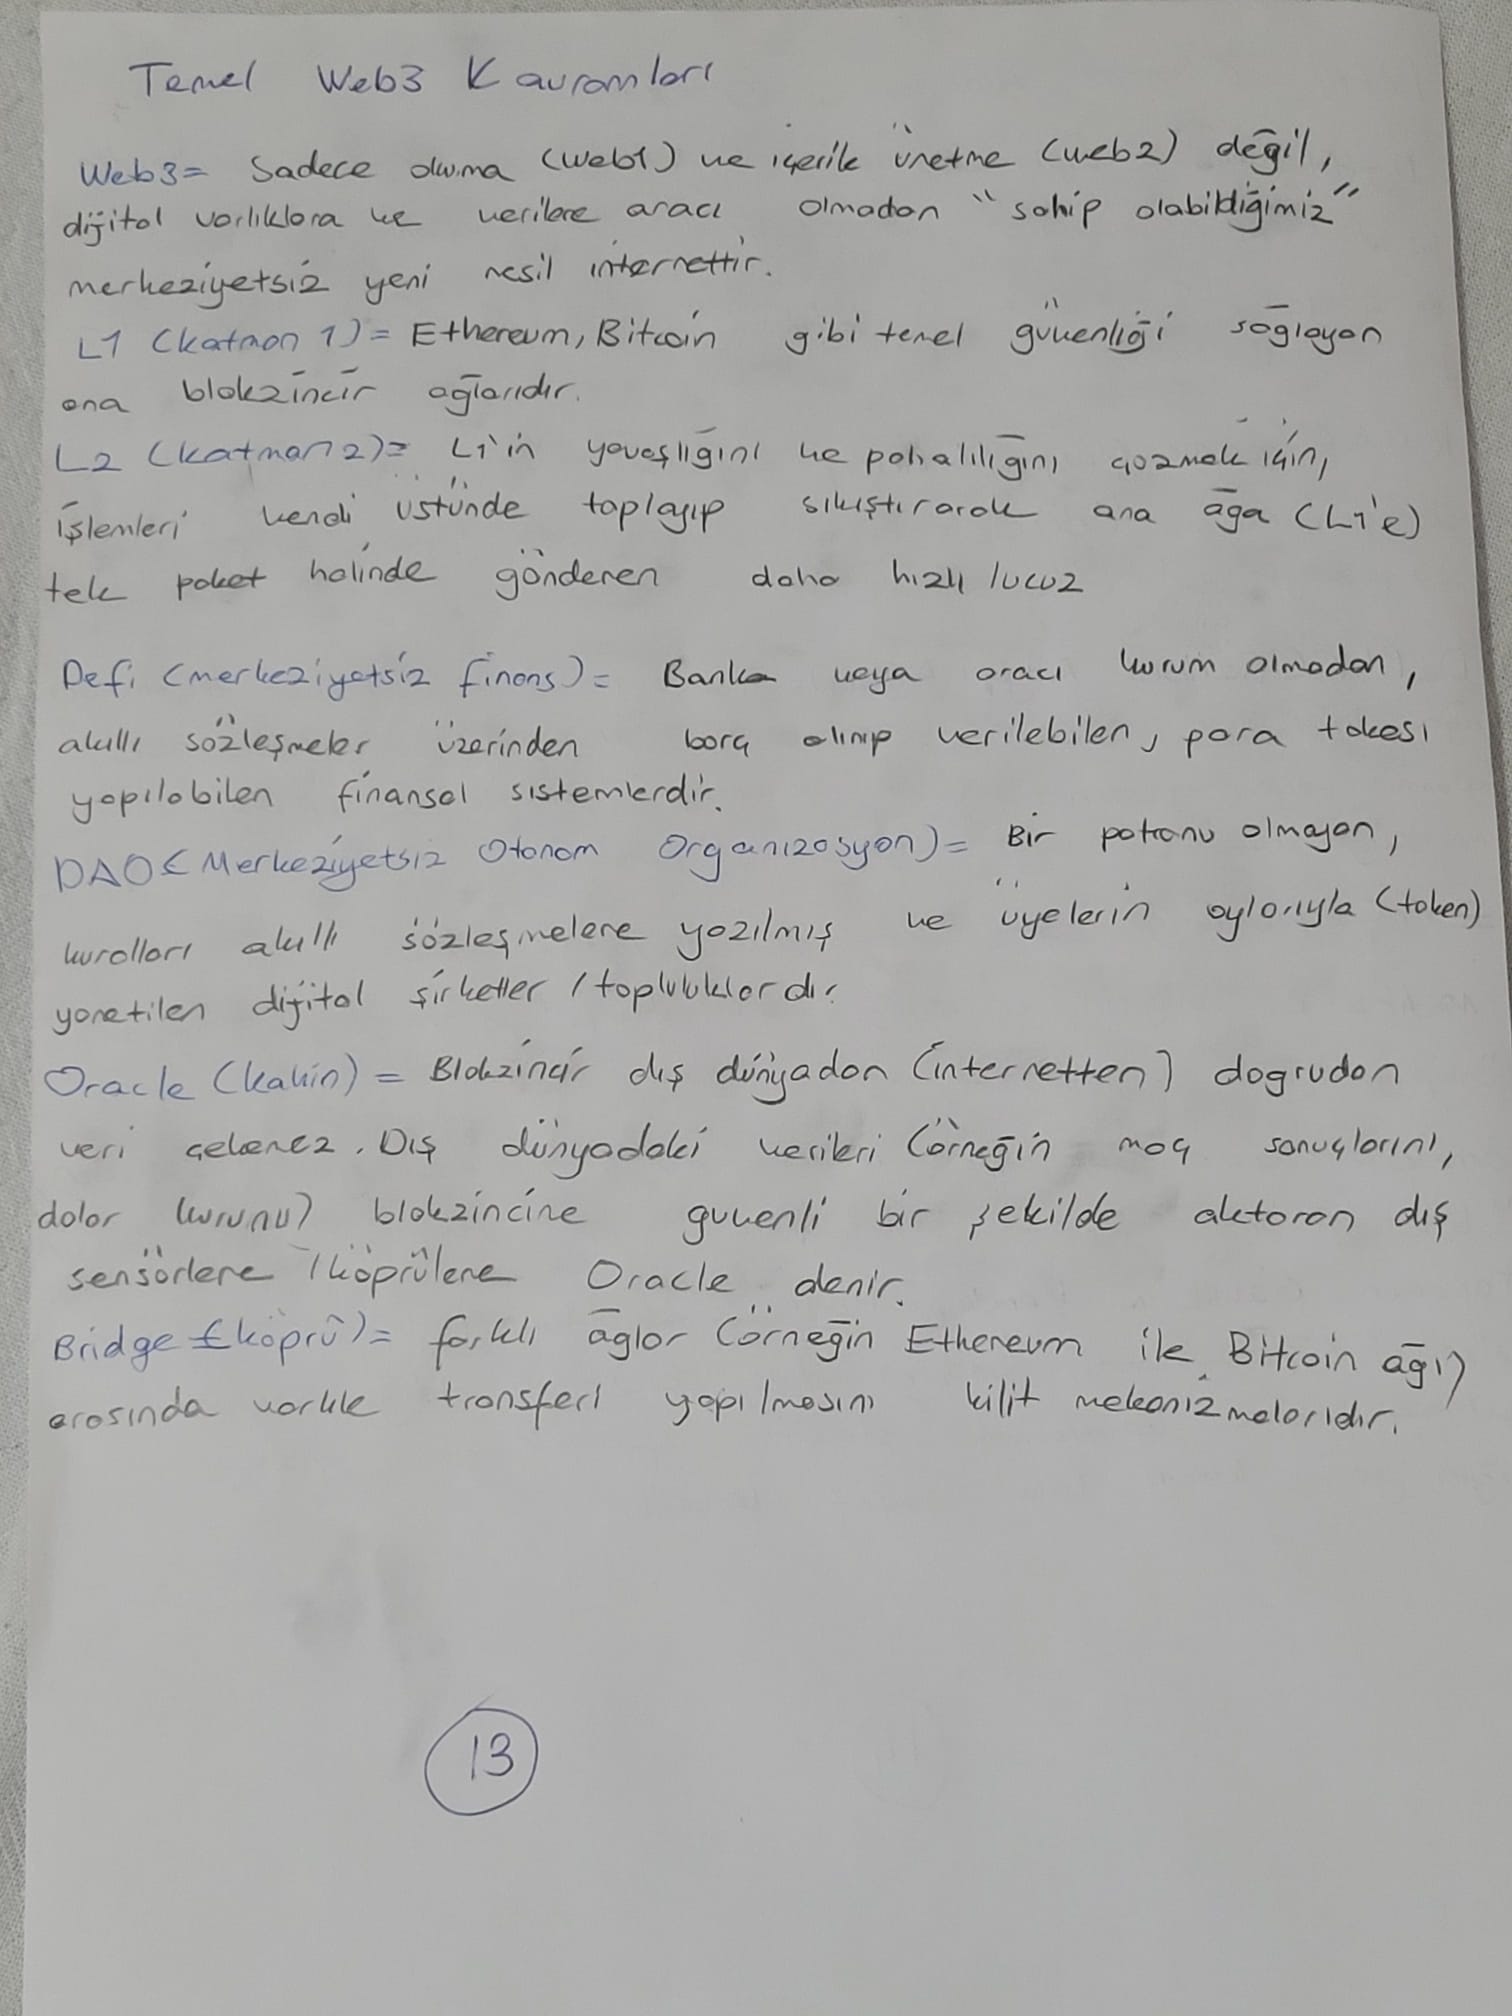 Temel Web3 Kavramları
Web3= Sadece okuma (web1) ve içerik üretme (web2) değil,
dijital varlıklara ve verilere aracı olmadan "sahip olabildiğimiz"
merkeziyetsiz yeni nesil internettir.
L1 (katman 1)= Ethereum, Bitcoin gibi temel güvenliği sağlayan
ana blokzincir ağlarıdır.
L2 (katman 2)= L1'in yavaşlığını ve pahalılığını çözmek için,
işlemleri kendi üstünde toplayıp sıkıştırarak ana ağa (L1'e)
tek paket halinde gönderen daha hızlı / ucuz
Defi (merkeziyetsiz finans)= Banka veya aracı kurum olmadan,
akıllı sözleşmeler üzerinden borç alınıp verilebilen, para takası
yapılabilen finansal sistemlerdir.
DAO (Merkeziyetsiz Otonom Organizasyon)= Bir patronu olmayan,
kuralları akıllı sözleşmelere yazılmış ve üyelerin oylarıyla (token)
yonetilen dijital şirketler / topluluklardır
Oracle (kahin) = Blokzincir dış dünyadan (internetten) dogrudan
veri çekemez. Dış dünyadaki verileri (örneğin maç sonuçlarını,
dolar kurunu) blokzincire guvenli bir şekilde aktaran dış
sensörlere / köprülere Oracle denir.
Bridge (köprü)= farklı ağlar (örneğin Ethereum ile Bitcoin ağı)
arasında varlık transferi yapılmasını kilit mekanizmalarıdır.
13